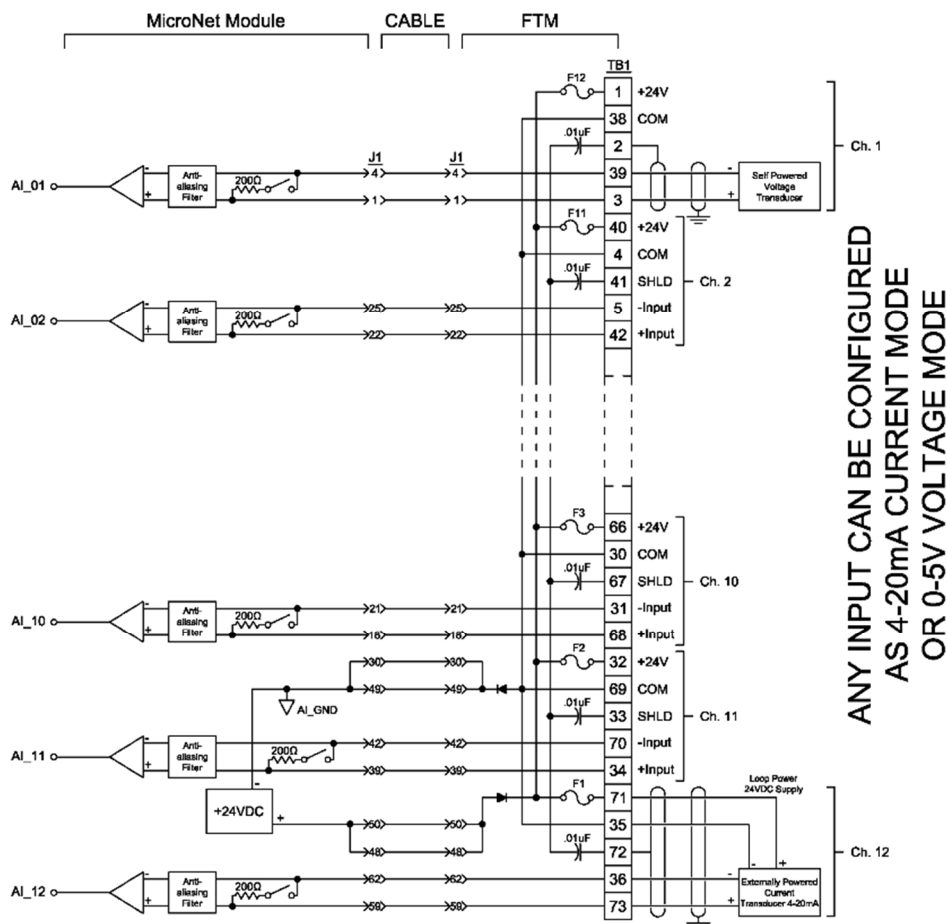 MicroNet Module CABLE FTM
TB1
F12 1 +24V
38 COM
.01uF 2
Ch. 1
J1 J1
AI_01 - + Anti-aliasing Filter 200Ω 4 4 39 -
1 1 3 +
Self Powered Voltage Transducer
F11 40 +24V
4 COM
.01uF 41 SHLD Ch. 2
AI_02 - + Anti-aliasing Filter 200Ω 25 25 5 -Input
22 22 42 +Input
F3 66 +24V
30 COM
.01uF 67 SHLD Ch. 10
AI_10 - + Anti-aliasing Filter 200Ω 21 21 31 -Input
68 +Input
F2 32 +24V
30 30
49 49 69 COM
AI_GND
.01uF 33 SHLD Ch. 11
AI_11 - + Anti-aliasing Filter 200Ω 42 42 70 -Input
39 39 34 +Input
Loop Power 24VDC Supply
F1 71
+24VDC - + 50 50 35
48 48 .01uF 72
Ch. 12
AI_12 - + Anti-aliasing Filter 200Ω 62 62 36 -
59 59 73 +
- + Externally Powered Current Transducer 4-20mA
ANY INPUT CAN BE CONFIGURED
AS 4-20mA CURRENT MODE
OR 0-5V VOLTAGE MODE